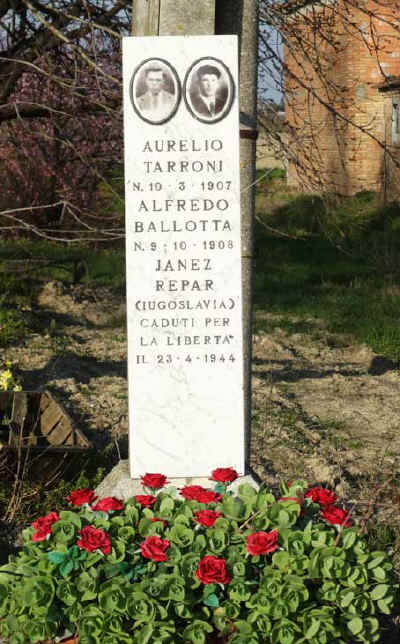 AURELIO
TARRONI
N. 10 · 3 · 1907
ALFREDO
BALLOTTA
N. 9 · 10 · 1908
JANEZ
REPAR
(IUGOSLAVIA)
CADUTI PER
LA LIBERTA'
IL 23 · 4 · 1944